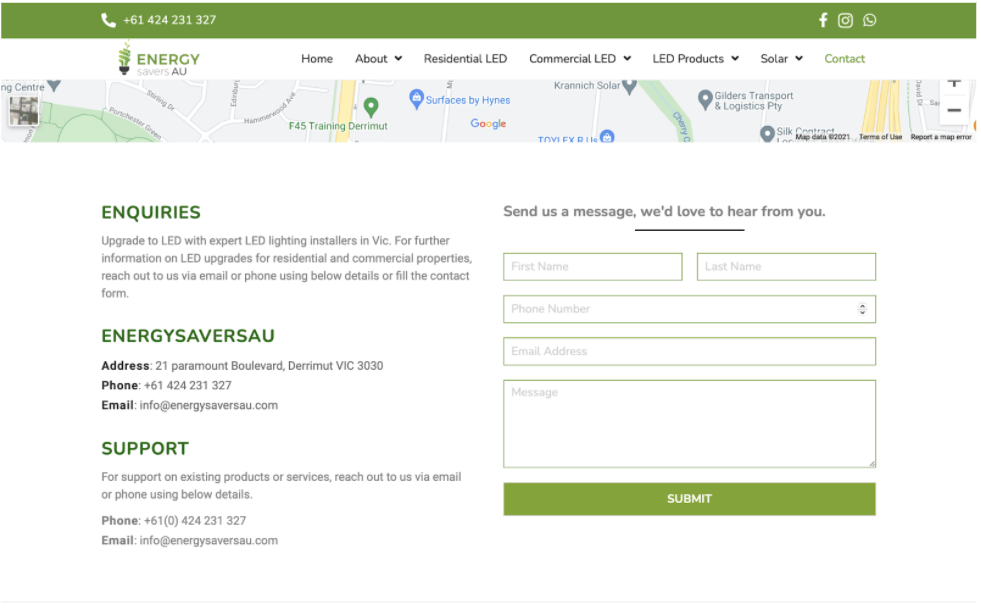 +61 424 231 327
ENERGY
savers AU
Home About Residential LED Commercial LED LED Products Solar Contact
ng Centre
Stirling Dr
Edinbur
Hammerwood Ave
Porchester Green
F45 Training Derrimut
Surfaces by Hynes
Google
Krannich Solar
TOYLEX R Us
Cherry C
Gilders Transport
& Logistics Pty
Silk Contract
David Dr
Map data ©2021 Terms of Use Report a map error
ENQUIRIES
Upgrade to LED with expert LED lighting installers in Vic. For further
information on LED upgrades for residential and commercial properties,
reach out to us via email or phone using below details or fill the contact
form.
ENERGYSAVERSAU
Address: 21 paramount Boulevard, Derrimut VIC 3030
Phone: +61 424 231 327
Email: info@energysaversau.com
SUPPORT
For support on existing products or services, reach out to us via email
or phone using below details.
Phone: +61(0) 424 231 327
Email: info@energysaversau.com
Send us a message, we'd love to hear from you.
First Name Last Name
Phone Number
Email Address
Message
SUBMIT